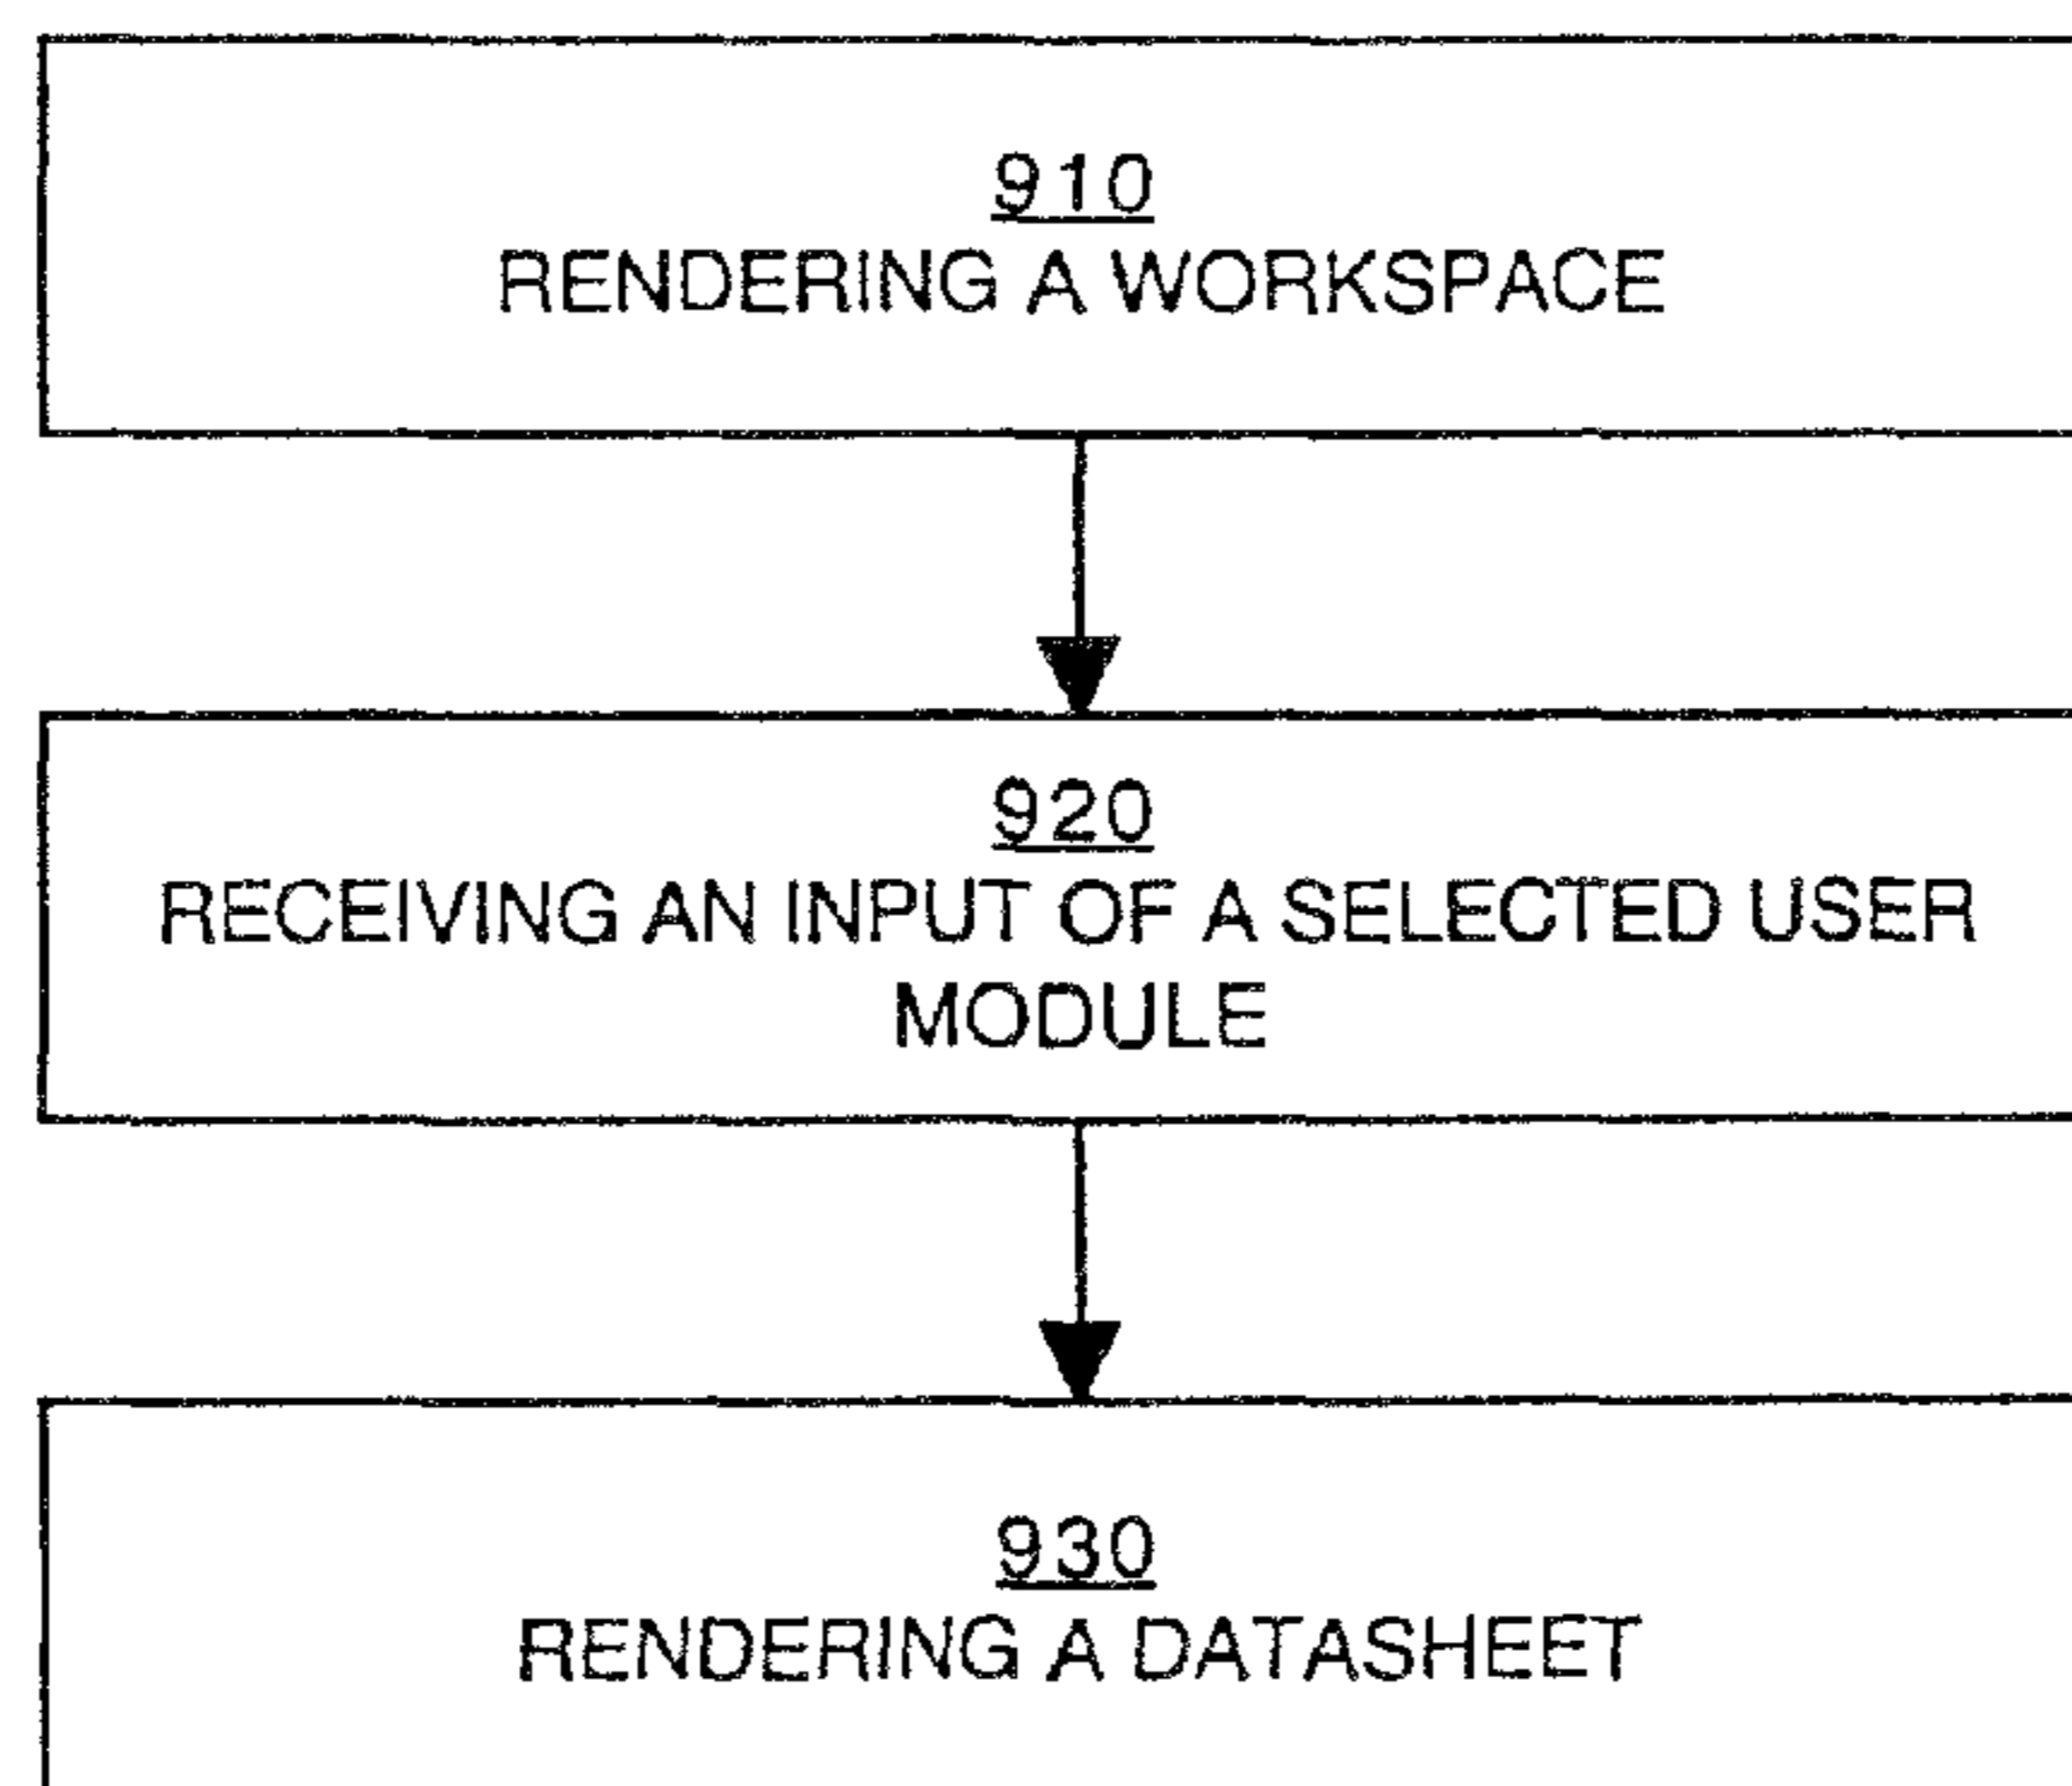 910
RENDERING A WORKSPACE
920
RECEIVING AN INPUT OF A SELECTED USER
MODULE
930
RENDERING A DATASHEET